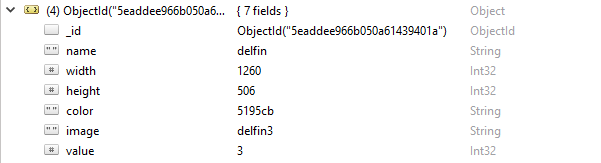 (4) ObjectId("5eaddee966b050a6... { 7 fields } Object
_id ObjectId("5eaddee966b050a61439401a") ObjectId
" " name delfin String
# width 1260 Int32
# height 506 Int32
" " color 5195cb String
" " image delfin3 String
# value 3 Int32